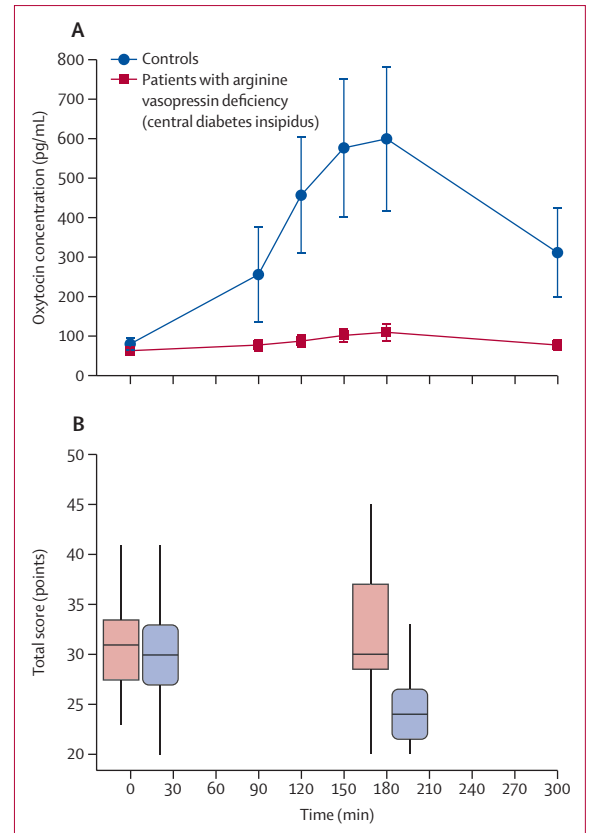 A
800
700
600
500
400
300
200
100
0
Oxytocin concentration (pg/mL)
Controls
Patients with arginine
vasopressin deficiency
(central diabetes insipidus)
B
50
45
40
35
30
25
20
Total score (points)
0 30 60 90 120 150 180 210 240 270 300
Time (min)